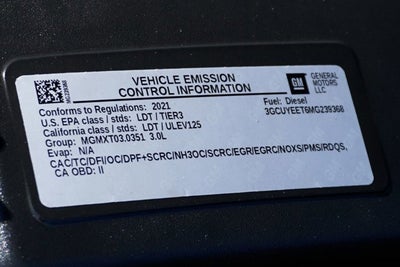 VEHICLE EMISSION
CONTROL INFORMATION
GM
GENERAL
MOTORS
LLC
Conforms to Regulations: 2021
Fuel: Diesel
U.S. EPA class / stds: LDT / TIER3
3GCUYEET6MG239368
California class / stds: LDT / ULEV125
Group: MGMXT03.0351 3.0L
Evap: N/A
CAC/TC/DFI/OC/DPF+SCRC/NH3OC/SCRC/EGR/EGRC/NOXS/PMS/RDQS,
CA OBD: II